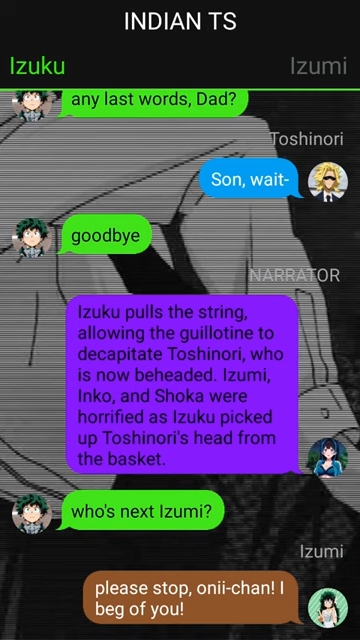 INDIAN TS
Izuku Izumi
any last words, Dad?
Toshinori
Son, wait-
goodbye
NARRATOR
Izuku pulls the string,
allowing the guillotine to
decapitate Toshinori, who
is now beheaded. Izumi,
Inko, and Shoka were
horrified as Izuku picked
up Toshinori's head from
the basket.
who's next Izumi?
Izumi
please stop, onii-chan! I
beg of you!